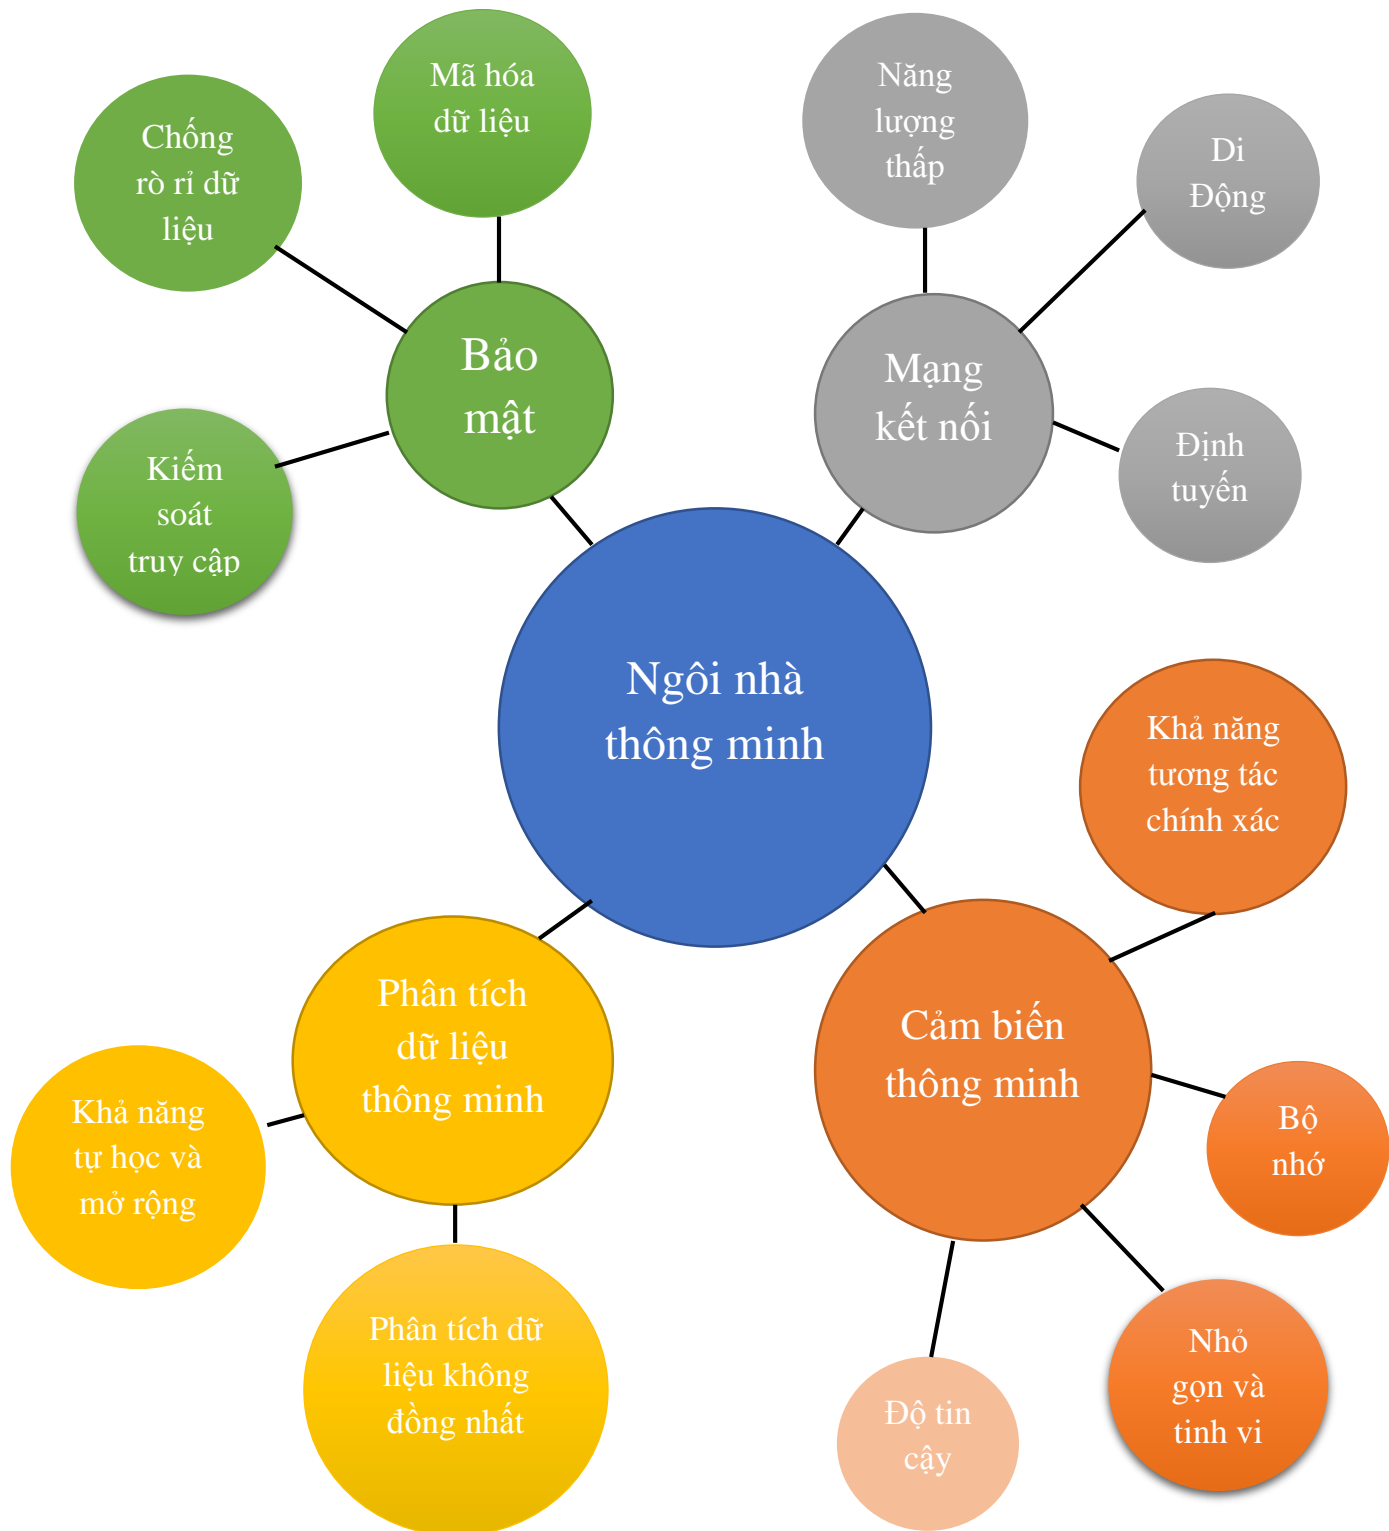 Mã hóa
dữ liệu
Chống
rò rỉ dữ
liệu
Bảo
mật
Kiếm
soát
truy cập
Năng
lượng
thấp
Di
Động
Mạng
kết nối
Định
tuyến
Ngôi nhà
thông minh
Khả năng
tương tác
chính xác
Cảm biến
thông minh
Bộ
nhớ
Nhỏ
gọn và
tinh vi
Độ tin
cậy
Phân tích
dữ liệu
thông minh
Khả năng
tự học và
mở rộng
Phân tích dữ
liệu không
đồng nhất